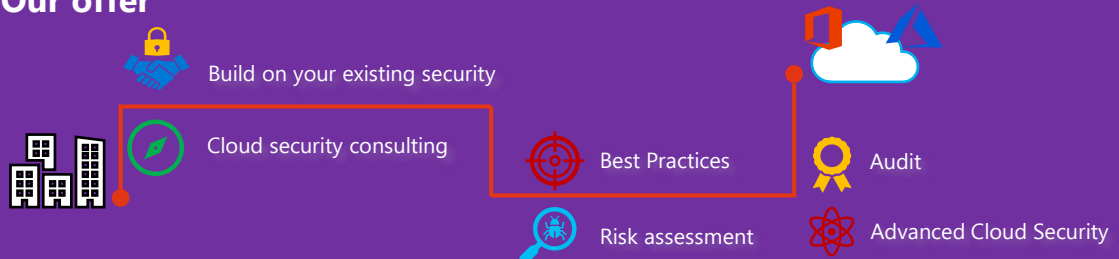 Our offer
Build on your existing security
Cloud security consulting
Best Practices
Risk assessment
Audit
Advanced Cloud Security